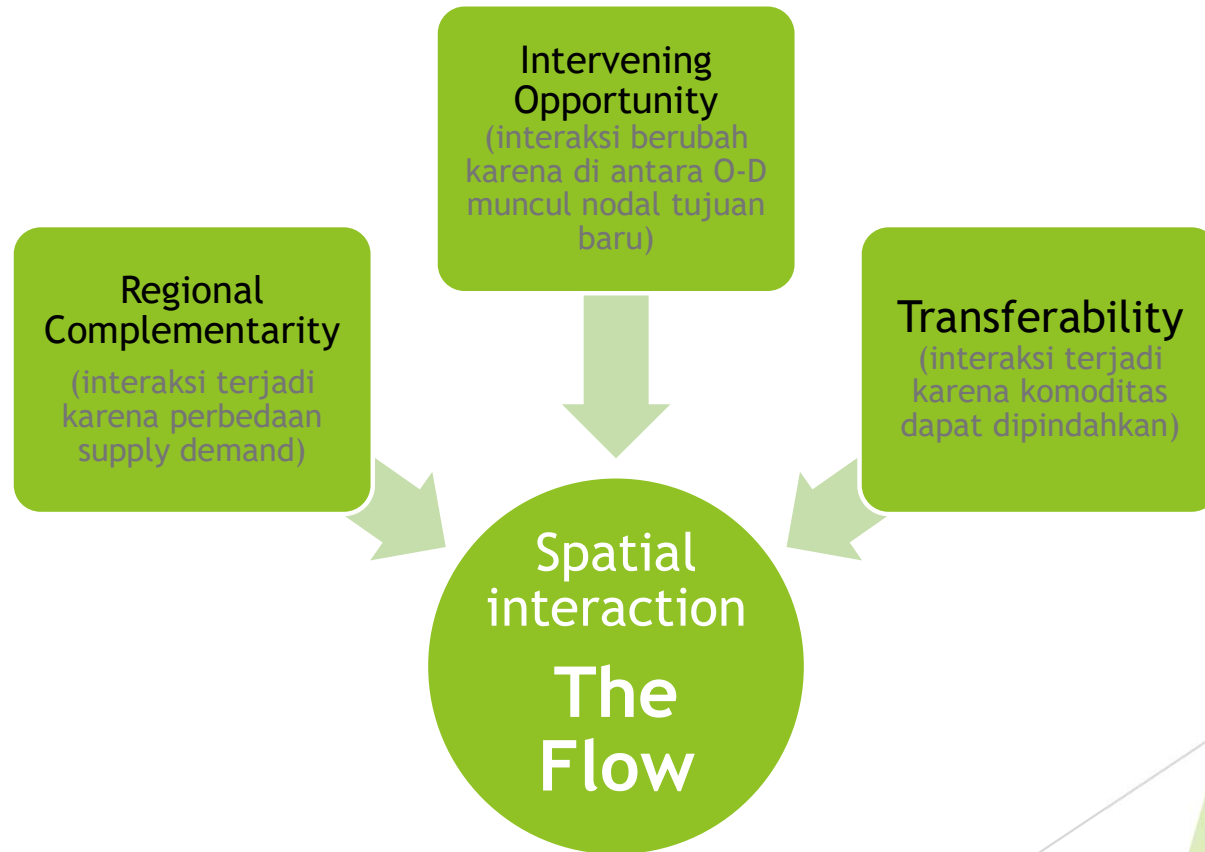 Intervening
Opportunity
(interaksi berubah
karena di antara O-D
muncul nodal tujuan
baru)
Regional
Complementarity
(interaksi terjadi
karena perbedaan
supply demand)
Transferability
(interaksi terjadi
karena komoditas
dapat dipindahkan)
Spatial
interaction
The
Flow